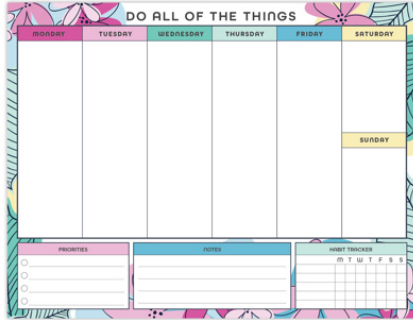 DO ALL OF THE THINGS
MONDAY TUESDAY WEDNESDAY THURSDAY FRIDAY SATURDAY
SUNDAY
PRIORITIES NOTES HABIT TRACKER
M T W T F S S